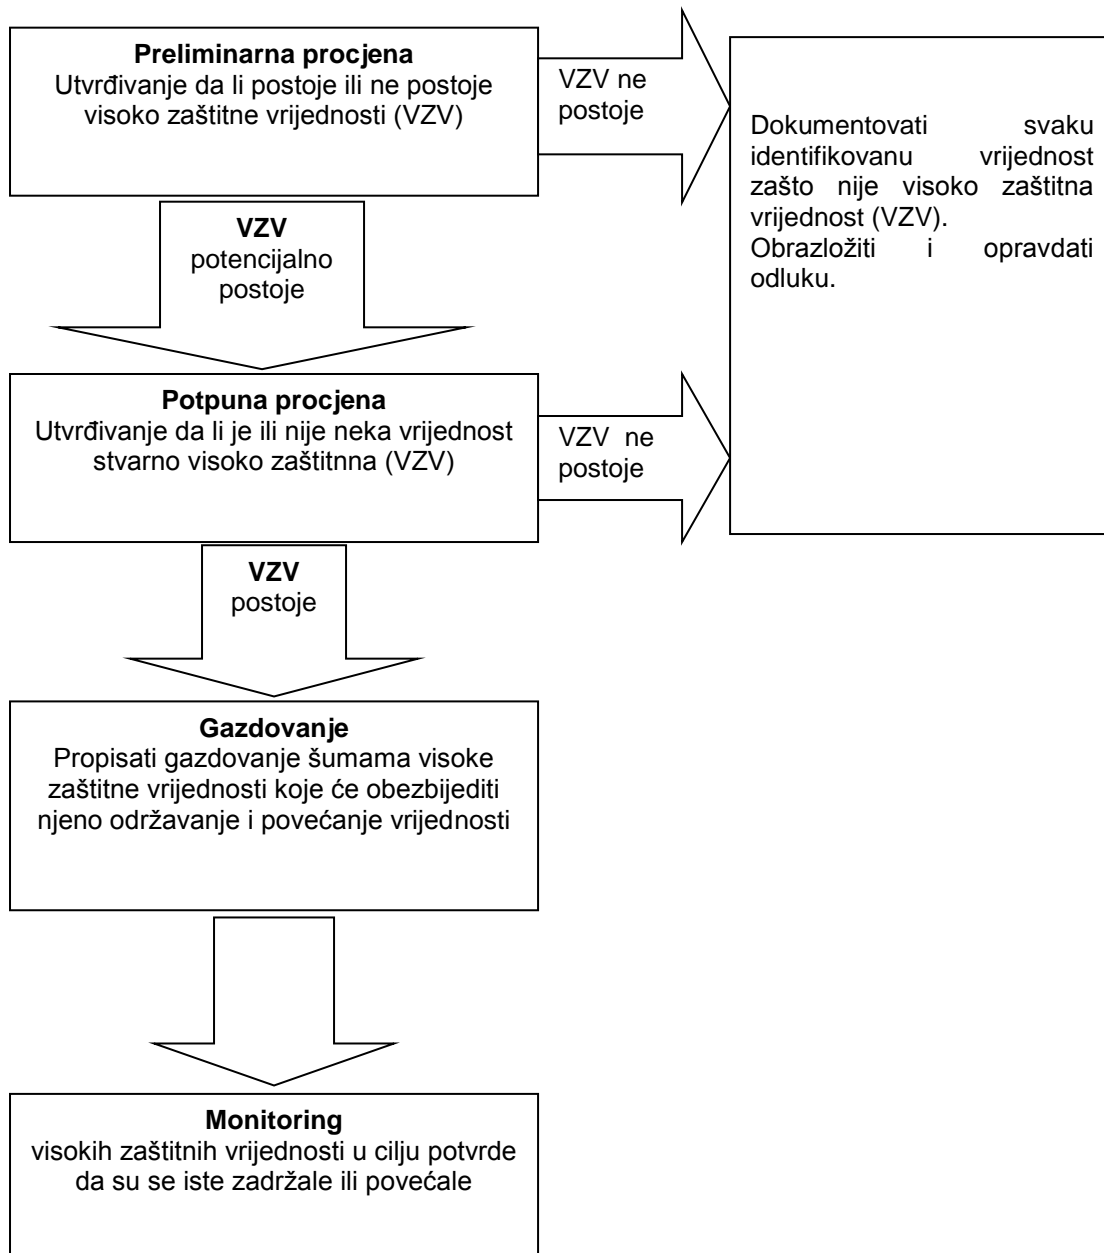 Preliminarna procjena
Utvrđivanje da li postoje ili ne postoje
visoko zaštitne vrijednosti (VZV)
VZV ne
postoje
Dokumentovati svaku
identifikovanu vrijednost
zašto nije visoko zaštitna
vrijednost (VZV).
Obrazložiti i opravdati
odluku.
VZV
potencijalno
postoje
Potpuna procjena
Utvrđivanje da li je ili nije neka vrijednost
stvarno visoko zaštitnna (VZV)
VZV ne
postoje
VZV
postoje
Gazdovanje
Propisati gazdovanje šumama visoke
zaštitne vrijednosti koje će obezbijediti
njeno održavanje i povećanje vrijednosti
Monitoring
visokih zaštitnih vrijednosti u cilju potvrde
da su se iste zadržale ili povećale